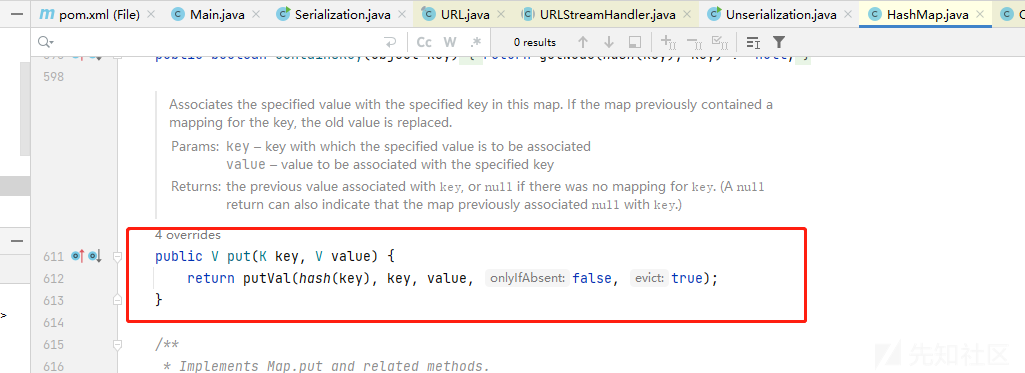 pom.xml (File)
Main.java
Serialization.java
URL.java
URLStreamHandler.java
Unserialization.java
HashMap.java
Cc
W
.*
0 results
598
Associates the specified value with the specified key in this map. If the map previously contained a
mapping for the key, the old value is replaced.
Params: key – key with which the specified value is to be associated
value – value to be associated with the specified key
Returns: the previous value associated with key, or null if there was no mapping for key. (A null
return can also indicate that the map previously associated null with key.)
4 overrides
611 public V put(K key, V value) {
612 return putVal(hash(key), key, value, onlyIfAbsent: false, evict: true);
613 }
614
615 /**
616 * Implements Map.put and related methods.
>
先知社区